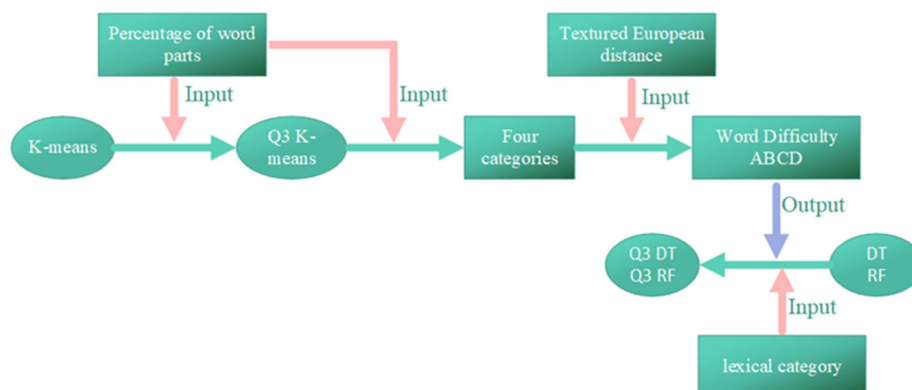 Percentage of word
parts
Textured European
distance
Input
Input
Input
K-means
Q3 K-
means
Four
categories
Word Difficulty
ABCD
Output
Q3 DT
Q3 RF
DT
RF
Input
lexical category